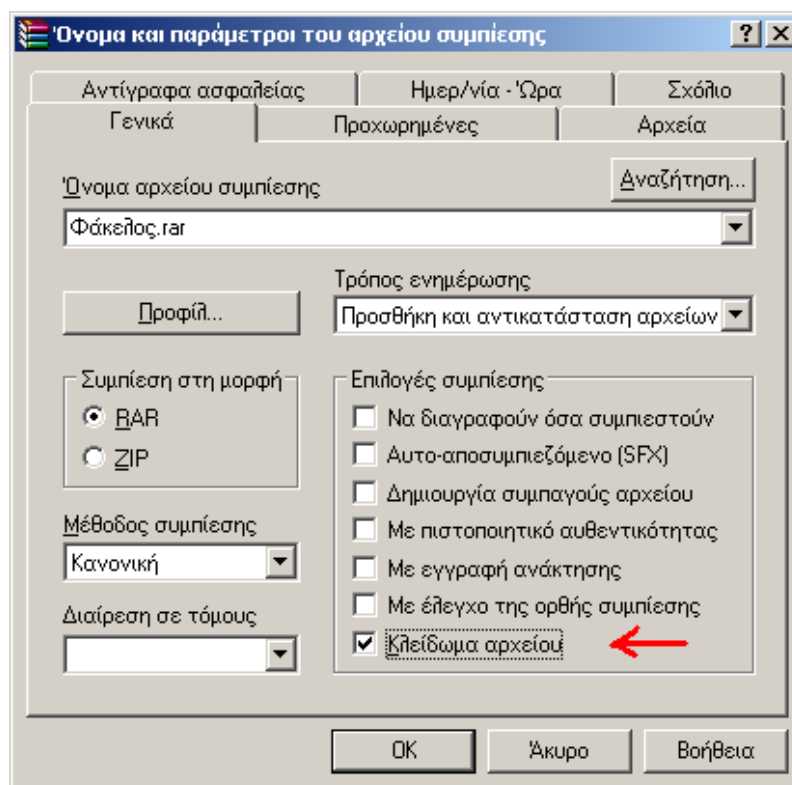 Όνομα και παράμετροι του αρχείου συμπίεσης
Αντίγραφα ασφαλείας Ημερ/νία - Ώρα Σχόλιο
Γενικά Προχωρημένες Αρχεία
Όνομα αρχείου συμπίεσης Αναζήτηση...
Φάκελος.rar
Τρόπος ενημέρωσης
Προφίλ... Προσθήκη και αντικατάσταση αρχείων
Συμπίεση στη μορφή
RAR
ZIP
Μέθοδος συμπίεσης
Κανονική
Διαίρεση σε τόμους
Επιλογές συμπίεσης
Να διαγραφούν όσα συμπιεστούν
Αυτο-αποσυμπιεζόμενο (SFX)
Δημιουργία συμπαγούς αρχείου
Με πιστοποιητικό αυθεντικότητας
Με εγγραφή ανάκτησης
Με έλεγχο της ορθής συμπίεσης
Κλείδωμα αρχείου
OK Άκυρο Βοήθεια